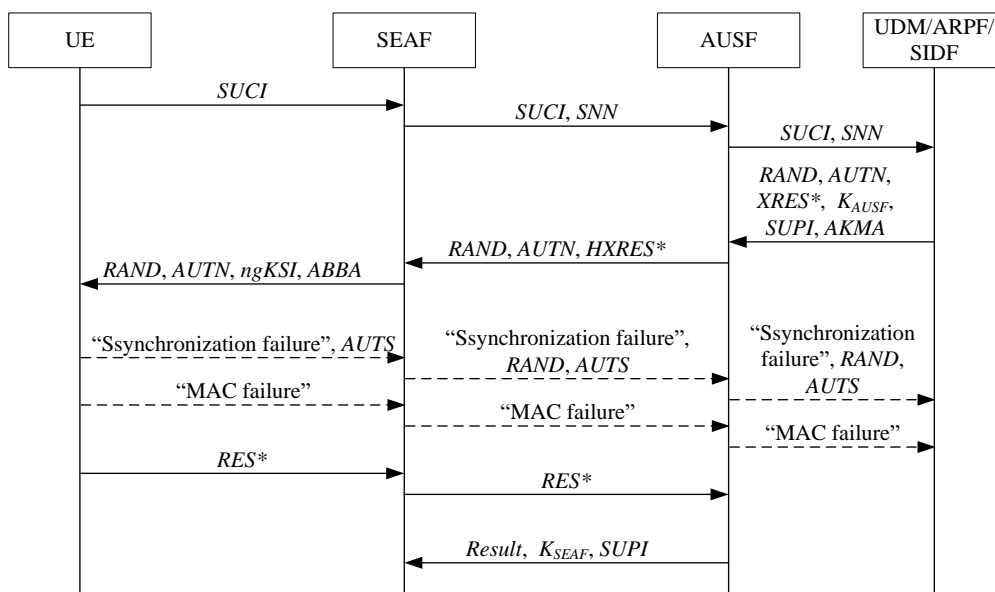 UE
SEAF
AUSF
UDM/ARPF/
SIDF
SUCI
SUCI, SNN
SUCI, SNN
RAND, AUTN,
XRES*, K_AUSF,
SUPI, AKMA
RAND, AUTN, HXRES*
RAND, AUTN, ngKSI, ABBA
“Ssynchronization failure”, AUTS
“Ssynchronization failure”,
RAND, AUTS
“Ssynchronization
failure”, RAND,
AUTS
“MAC failure”
“MAC failure”
“MAC failure”
RES*
RES*
Result, K_SEAF, SUPI